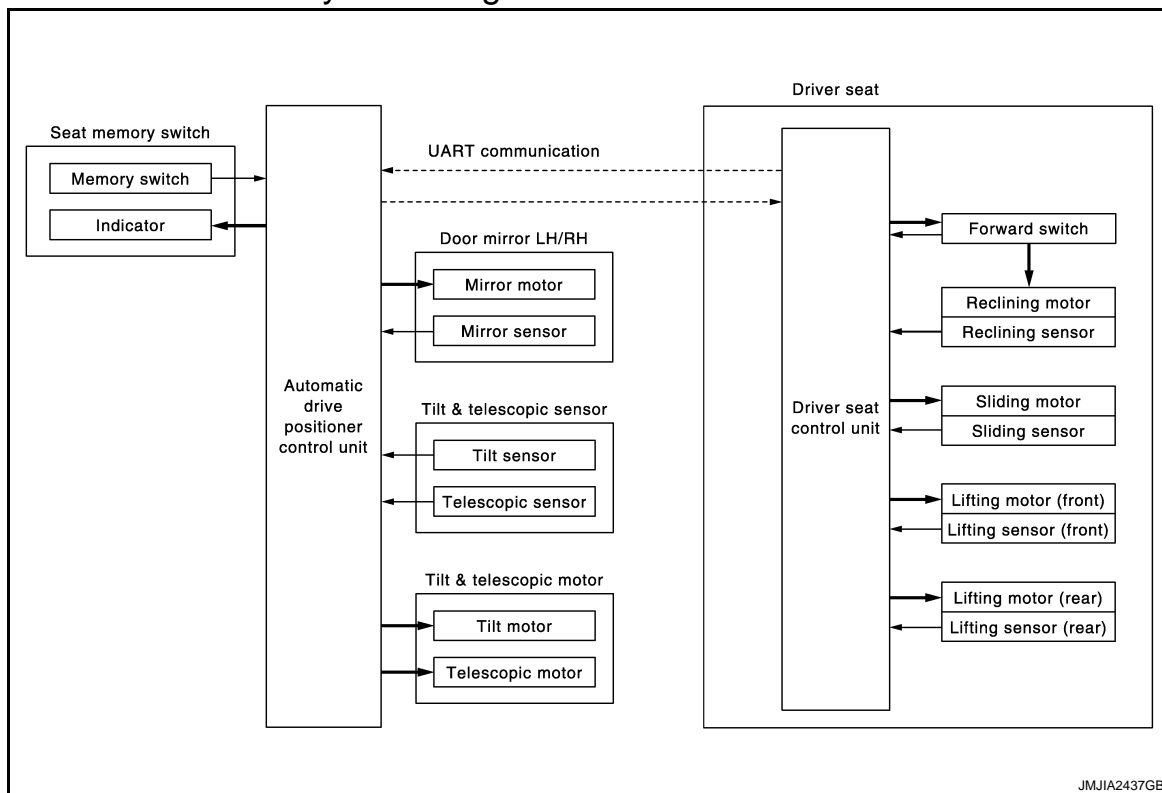 Driver seat
Seat memory switch
Memory switch
Indicator
UART communication
Door mirror LH/RH
Mirror motor
Mirror sensor
Automatic
drive
positioner
control unit
Tilt & telescopic sensor
Tilt sensor
Telescopic sensor
Tilt & telescopic motor
Tilt motor
Telescopic motor
Driver seat
control unit
Forward switch
Reclining motor
Reclining sensor
Sliding motor
Sliding sensor
Lifting motor (front)
Lifting sensor (front)
Lifting motor (rear)
Lifting sensor (rear)
JMJIA2437GB